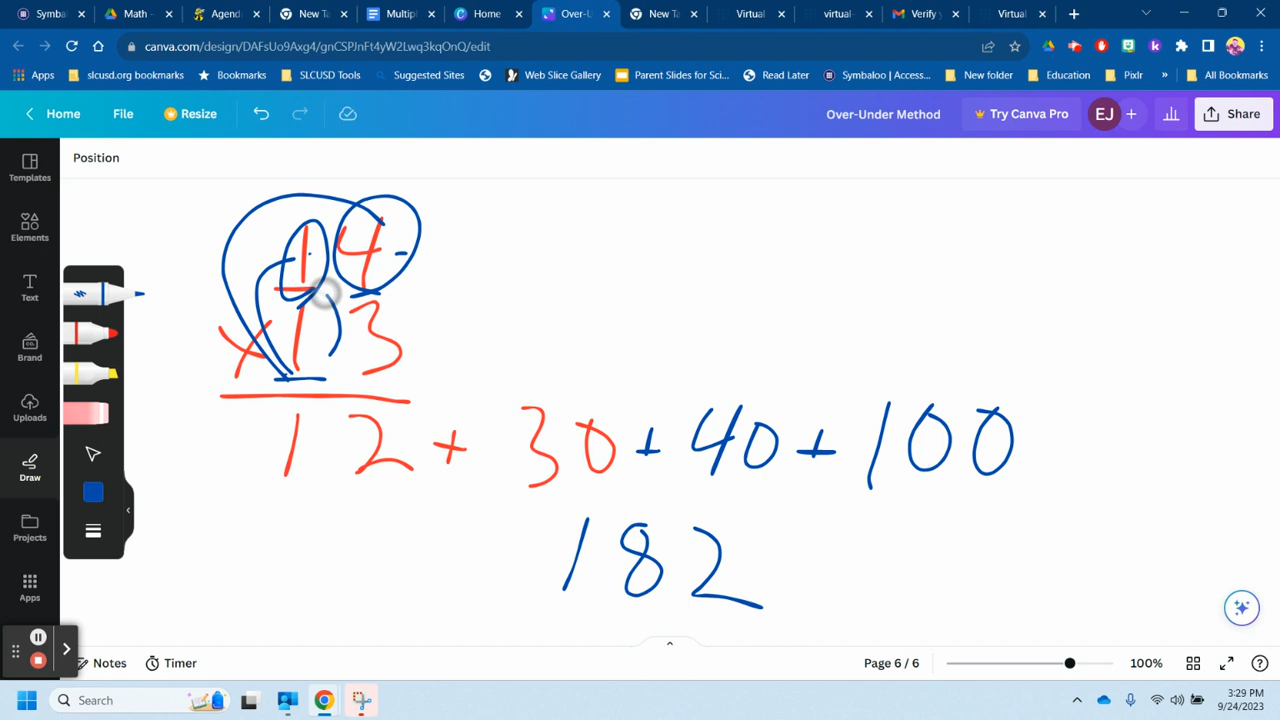 Symbal
Math -
Agend
New Ta
Multipl
Home
Over-U
New Ta
Virtual
virtual
Verify y
Virtual
canva.com/design/DAFsUo9Axg4/gnCSPJnFt4yW2Lwq3kqOnQ/edit
Apps
slcusd.org bookmarks
Bookmarks
SLCUSD Tools
Suggested Sites
Web Slice Gallery
Parent Slides for Sci...
Read Later
Symbaloo | Access...
New folder
Education
Pixlr
»
All Bookmarks
Home
File
Resize
Over-Under Method
Try Canva Pro
EJ
+
Share
Templates
Position
Elements
Text
Brand
Uploads
Draw
Projects
Apps
14
x 13
12 + 30 + 40 + 100
182
Notes
Timer
Page 6 / 6
100%
Search
3:29 PM
9/24/2023